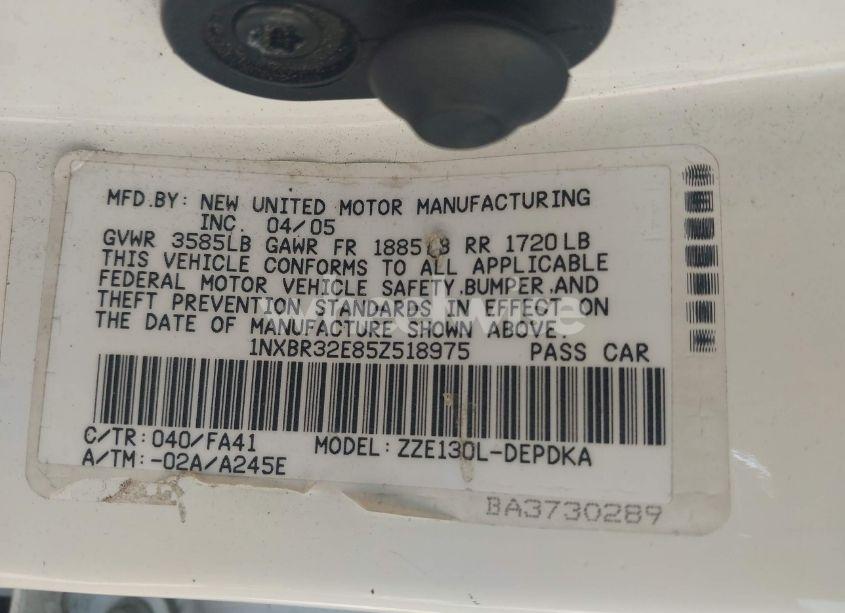 MFD.BY: NEW UNITED MOTOR MANUFACTURING
INC. 04/05
GVWR 3585LB GAWR FR 1885LB RR 1720LB
THIS VEHICLE CONFORMS TO ALL APPLICABLE
FEDERAL MOTOR VEHICLE SAFETY.BUMPER.AND
THEFT PREVENTION STANDARDS IN EFFECT ON
THE DATE OF MANUFACTURE SHOWN ABOVE.
1NXBR32E85Z518975 PASS CAR
C/TR: 040/FA41 MODEL: ZZE130L-DEPDKA
A/TM: -02A/A245E
BA3730289